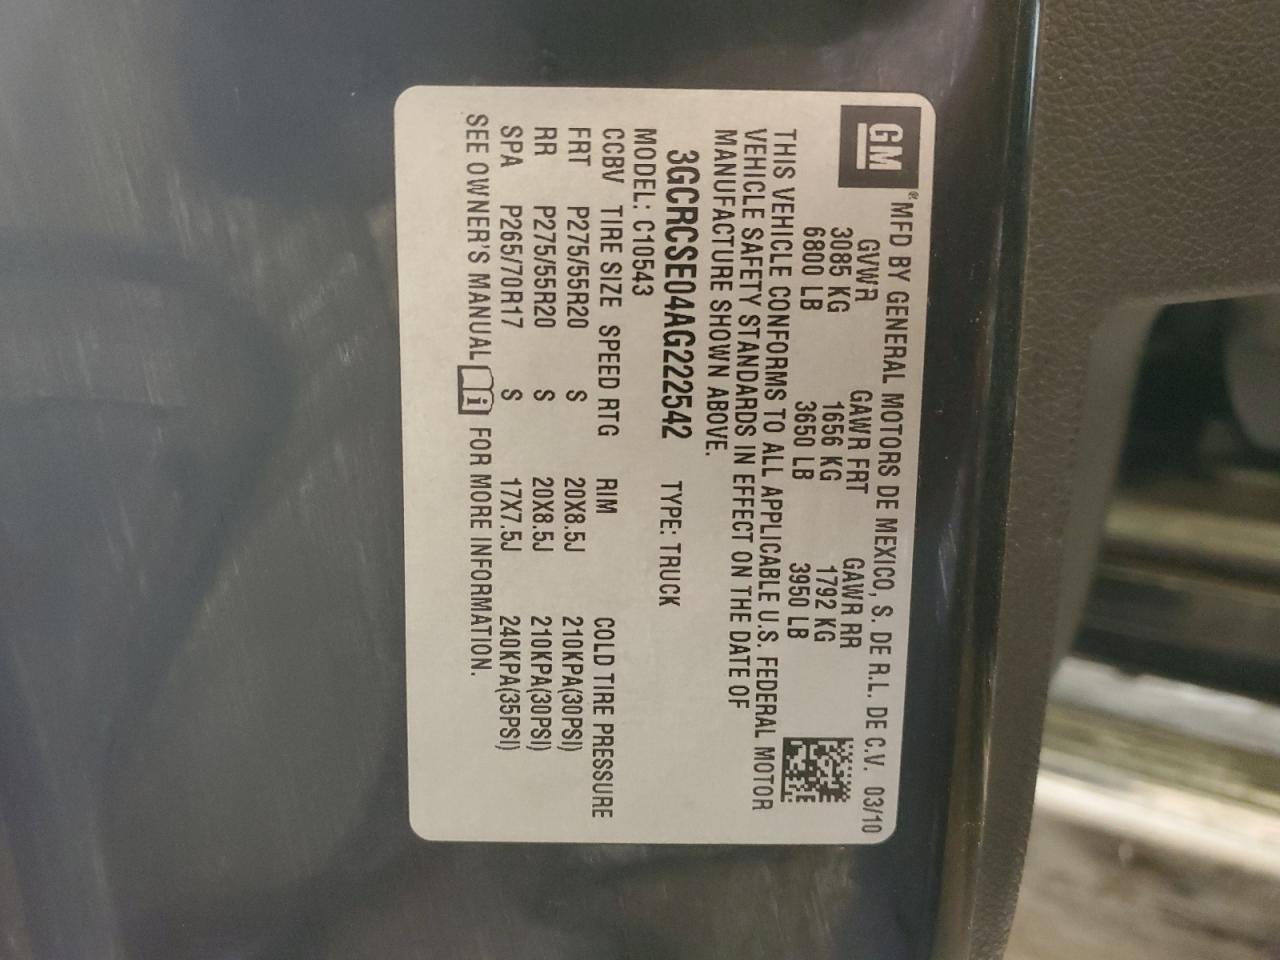 GM
® MFD BY GENERAL MOTORS DE MEXICO, S. DE R.L. DE C.V. 03/10
GVWR GAWR FRT GAWR RR
3085 KG 1656 KG 1792 KG
6800 LB 3650 LB 3950 LB
THIS VEHICLE CONFORMS TO ALL APPLICABLE U.S. FEDERAL MOTOR
VEHICLE SAFETY STANDARDS IN EFFECT ON THE DATE OF
MANUFACTURE SHOWN ABOVE.
3GCRCSE04AG222542 TYPE: TRUCK
MODEL: C10543
CCBV TIRE SIZE SPEED RTG RIM COLD TIRE PRESSURE
FRT P275/55R20 S 20X8.5J 210KPA(30PSI)
RR P275/55R20 S 20X8.5J 210KPA(30PSI)
SPA P265/70R17 S 17X7.5J 240KPA(35PSI)
SEE OWNER'S MANUAL i FOR MORE INFORMATION.